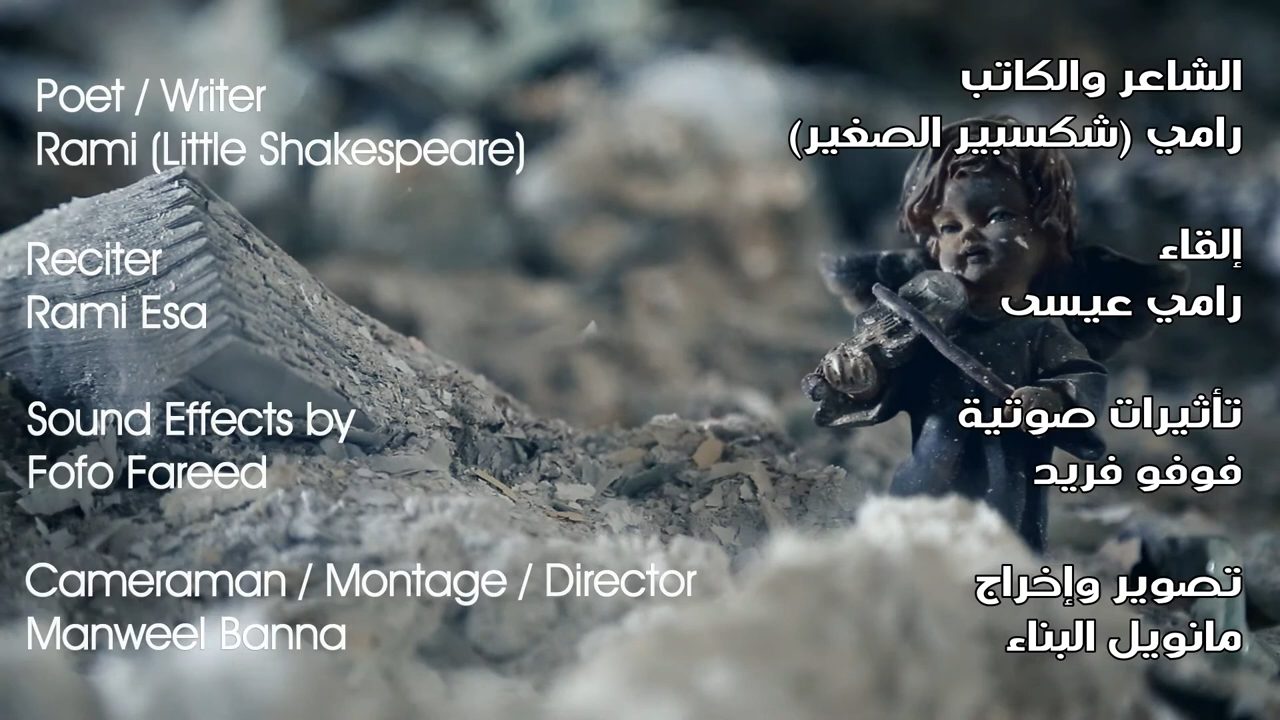 Poet / Writer
Rami (Little Shakespeare)
Reciter
Rami Esa
Sound Effects by
Fofo Fareed
Cameraman / Montage / Director
Manweel Banna
الشاعر والكاتب
رامي (شكسبير الصغير)
إلقاء
رامي عيسى
تأثيرات صوتية
فوفو فريد
تصوير وإخراج
مانويل البناء